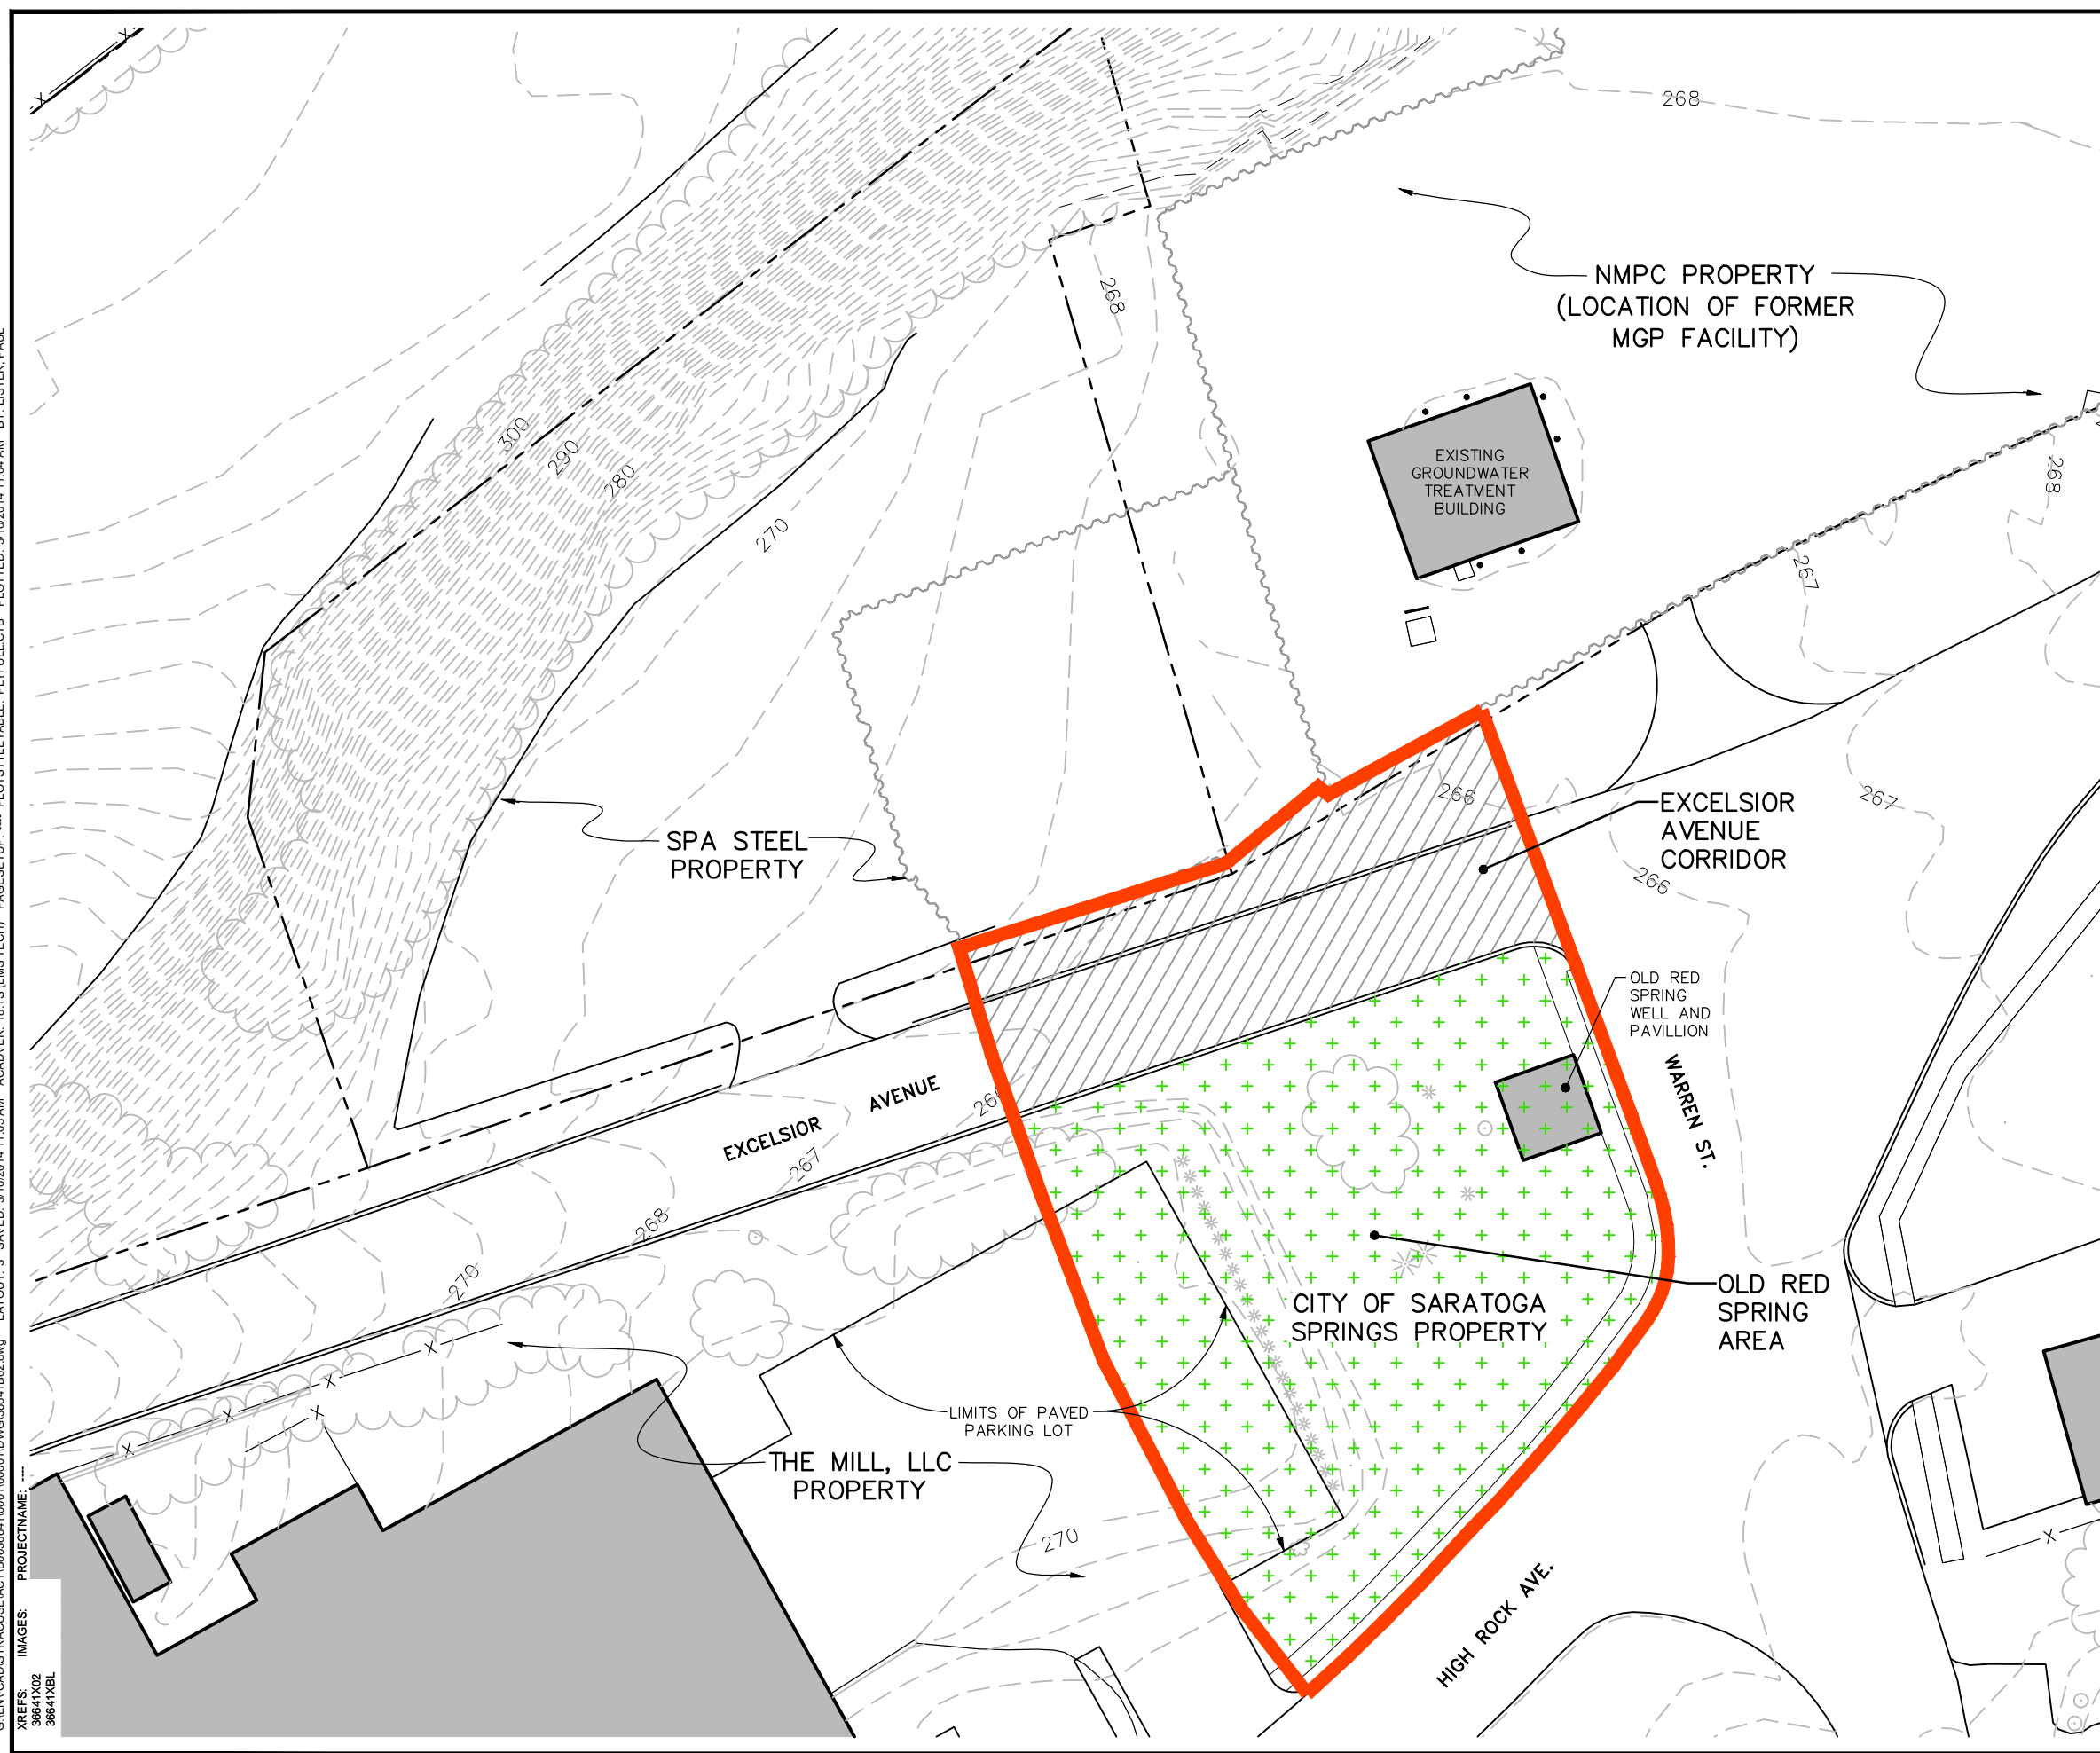 268
268
NMPC PROPERTY
(LOCATION OF FORMER
MGP FACILITY)
300
290
280
270
EXISTING
GROUNDWATER
TREATMENT
BUILDING
268
267
266
EXCELSIOR
AVENUE
CORRIDOR
267
266
SPA STEEL
PROPERTY
OLD RED
SPRING
WELL AND
PAVILLION
WARREN ST.
EXCELSIOR AVENUE
267
268
270
CITY OF SARATOGA
SPRINGS PROPERTY
OLD RED
SPRING
AREA
LIMITS OF PAVED
PARKING LOT
THE MILL, LLC
PROPERTY
270
HIGH ROCK AVE.
X
X
X
X
X
X
X
X
XREFS: IMAGES: PROJECTNAME: ----
36641X02
36641XBL